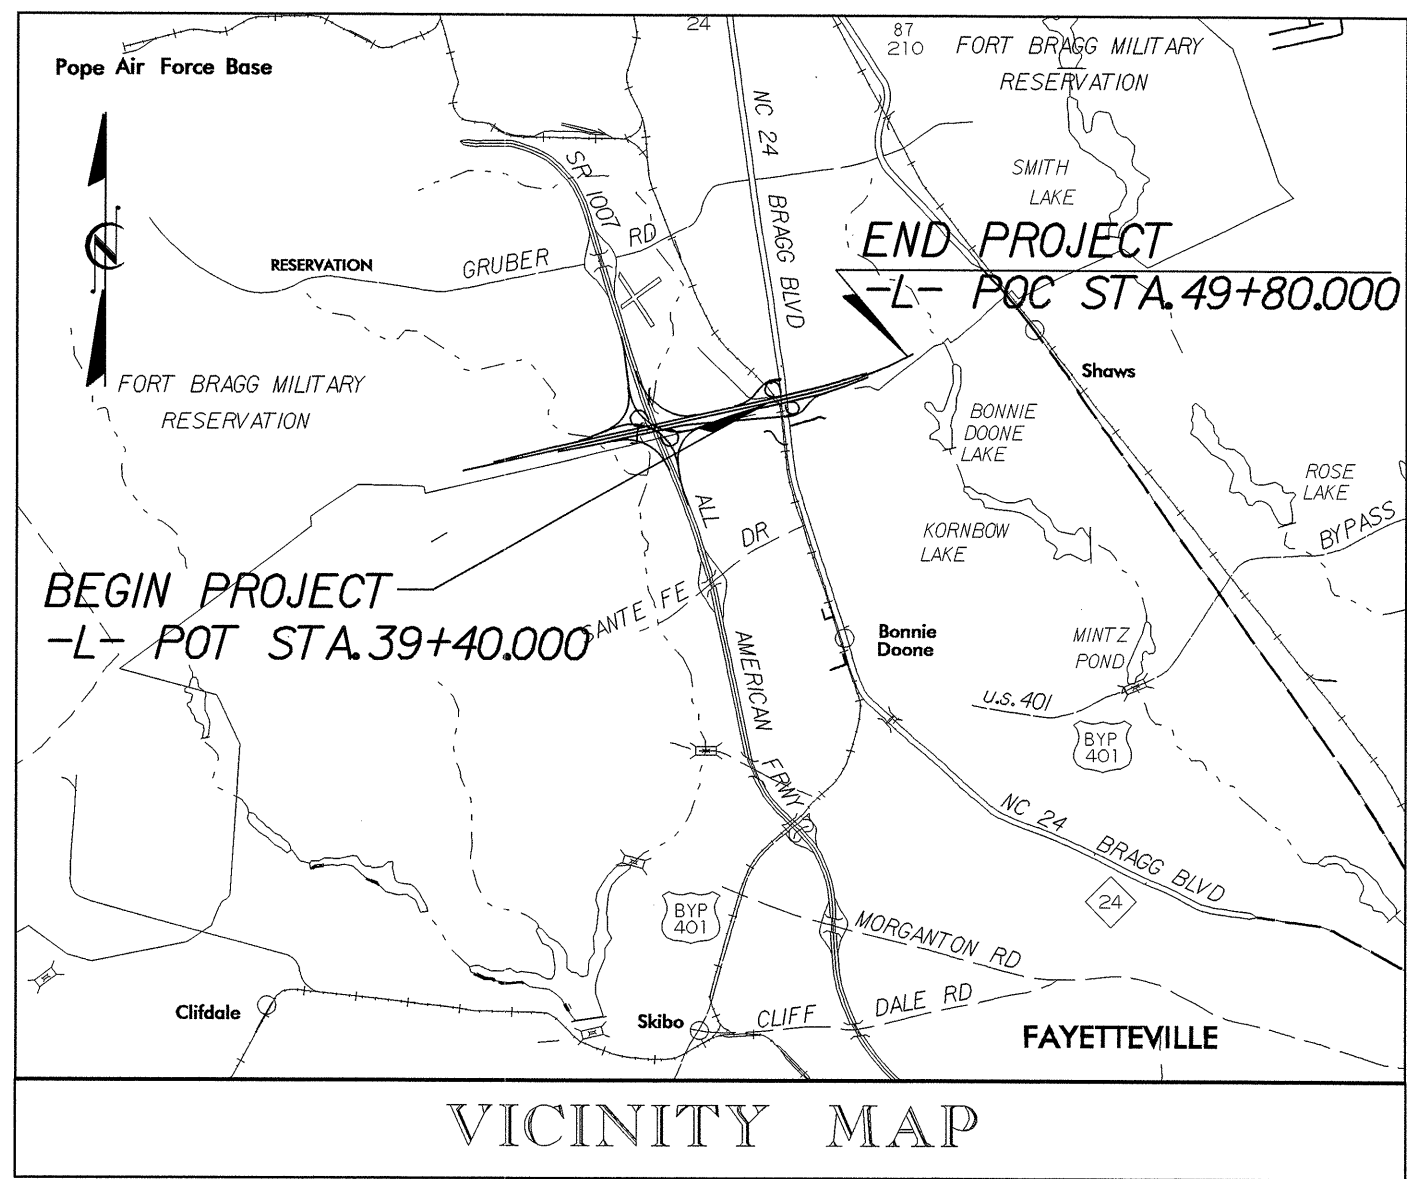 24
87
210
FORT BRAGG MILITARY
RESERVATION
Pope Air Force Base
NC 24 BRAGG BLVD
SR 1007
SMITH
LAKE
GRUBER RD
RESERVATION
END PROJECT
-L- POC STA. 49+80.000
Shaws
FORT BRAGG MILITARY
RESERVATION
BONNIE
DOONE
LAKE
ROSE
LAKE
BYPASS
KORNBOW
LAKE
ALL AMERICAN FRWY
SANTE FE DR
BEGIN PROJECT
-L- POT STA. 39+40.000
Bonnie
Doone
MINTZ
POND
U.S. 401
BYP
401
NC 24 BRAGG BLVD
24
BYP
401
MORGANTON RD
CLIFF DALE RD
Clifdale
Skibo
FAYETTEVILLE
VICINITY MAP